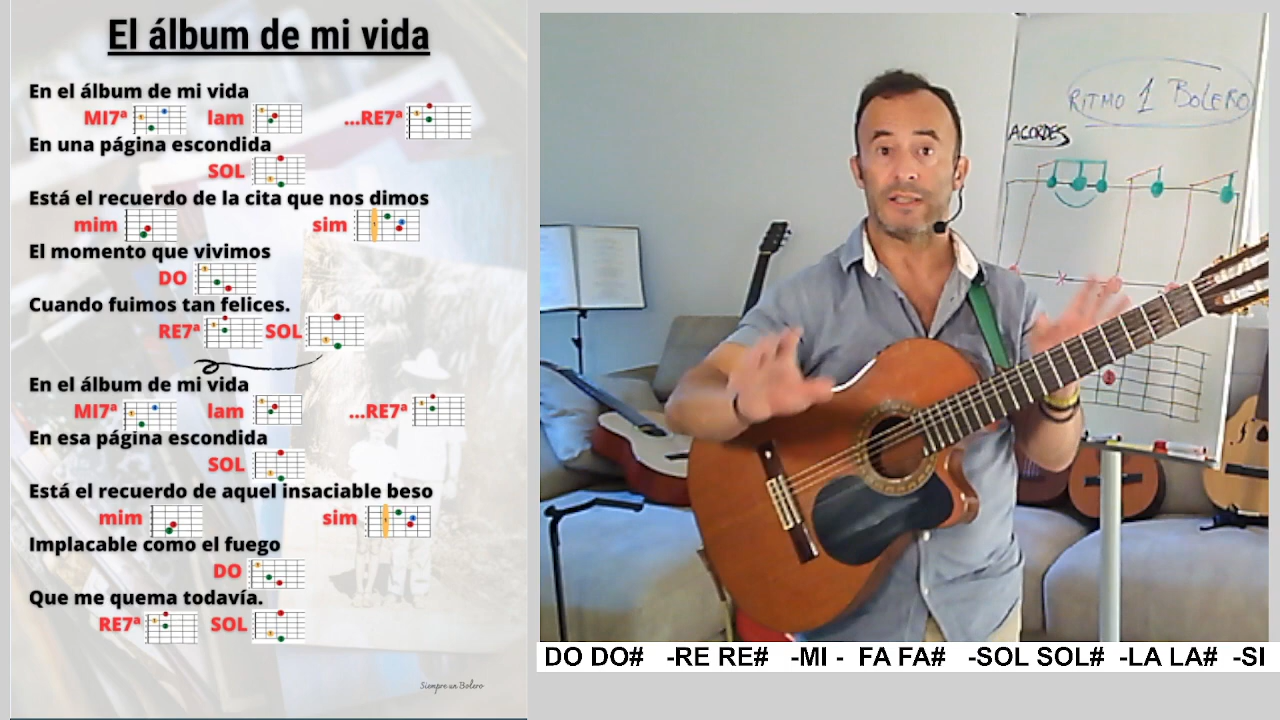 El álbum de mi vida
En el álbum de mi vida
MI7ª lam ...RE7ª
En una página escondida
SOL
Está el recuerdo de la cita que nos dimos
mim sim
El momento que vivimos
DO
Cuando fuimos tan felices.
RE7ª SOL
En el álbum de mi vida
MI7ª lam ...RE7ª
En esa página escondida
SOL
Está el recuerdo de aquel insaciable beso
mim sim
Implacable como el fuego
DO
Que me quema todavía.
RE7ª SOL
Siempre un Bolero
RITMO 1 BOLERO
ACORDES
DO DO# -RE RE# -MI - FA FA# -SOL SOL# -LA LA# -SI